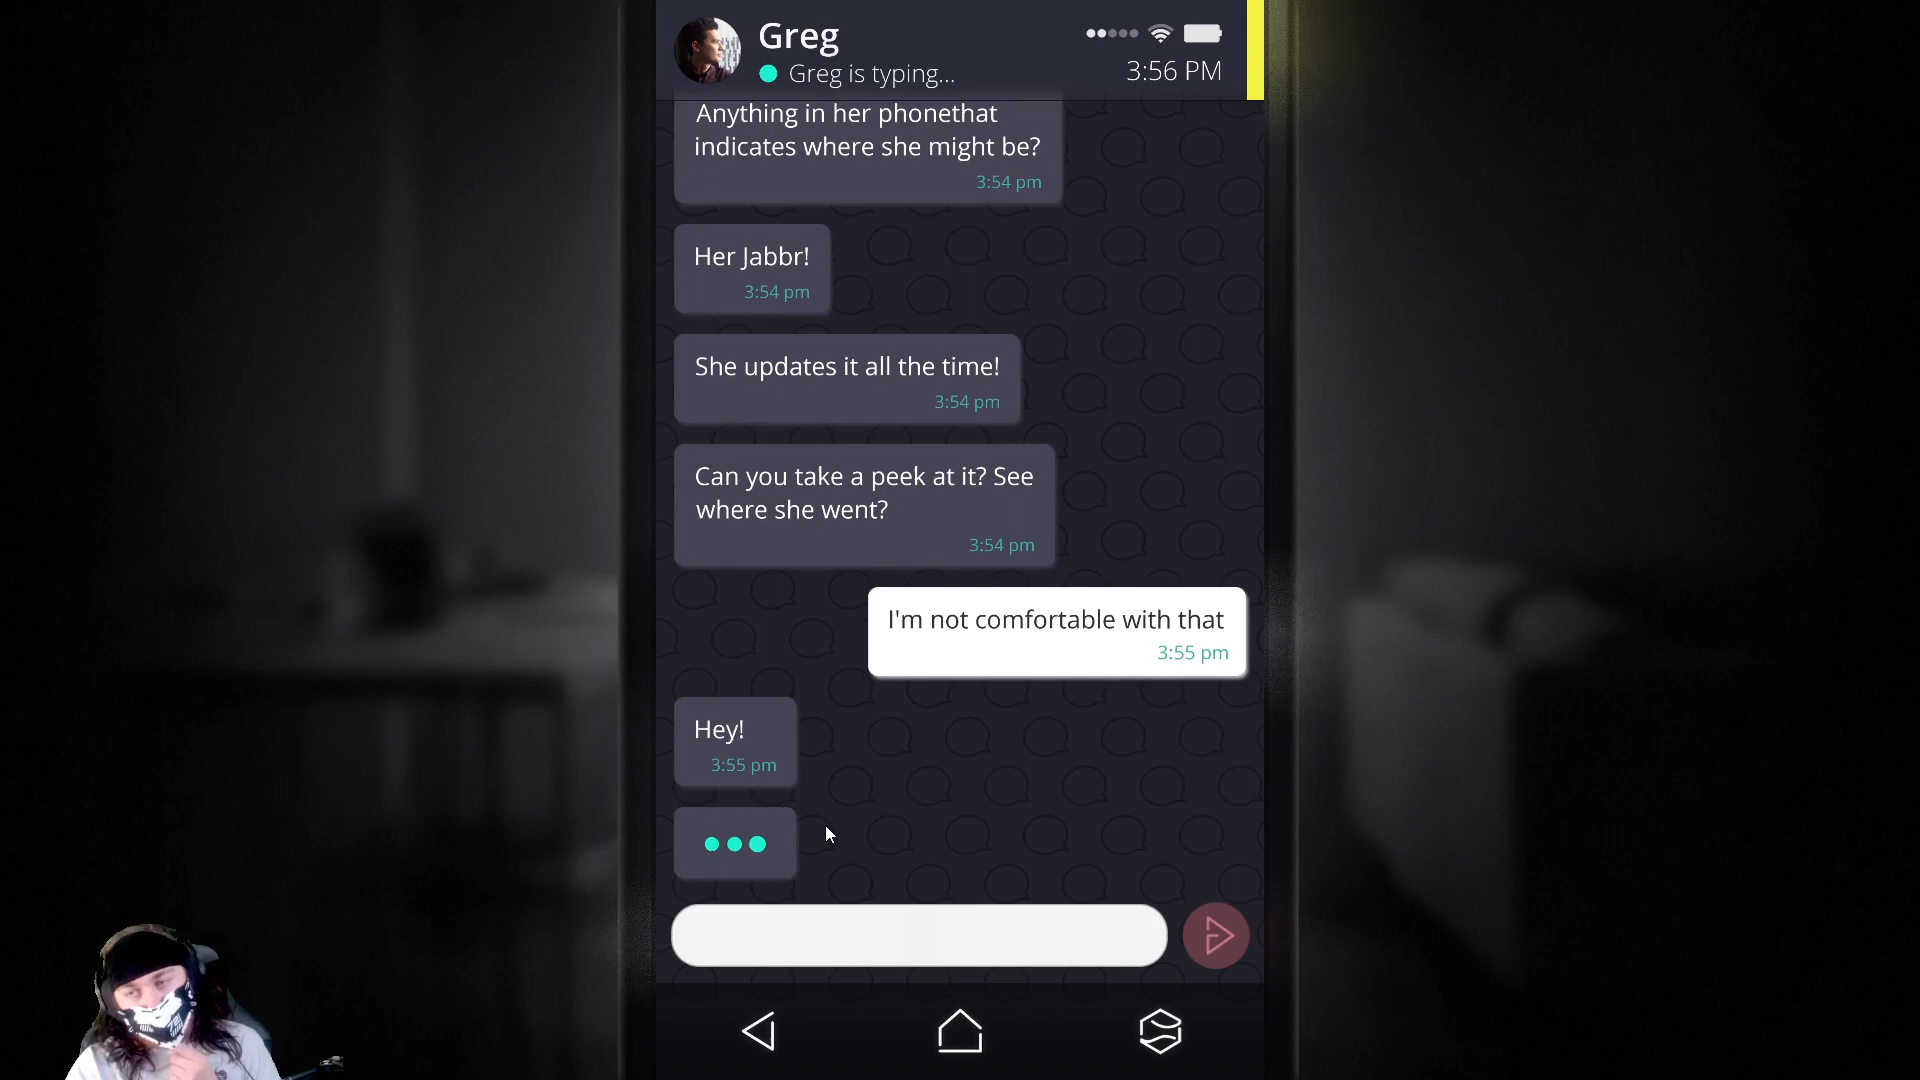 Greg
Greg is typing...
3:56 PM
Anything in her phonethat
indicates where she might be?
3:54 pm
Her Jabbr!
3:54 pm
She updates it all the time!
3:54 pm
Can you take a peek at it? See
where she went?
3:54 pm
I'm not comfortable with that
3:55 pm
Hey!
3:55 pm